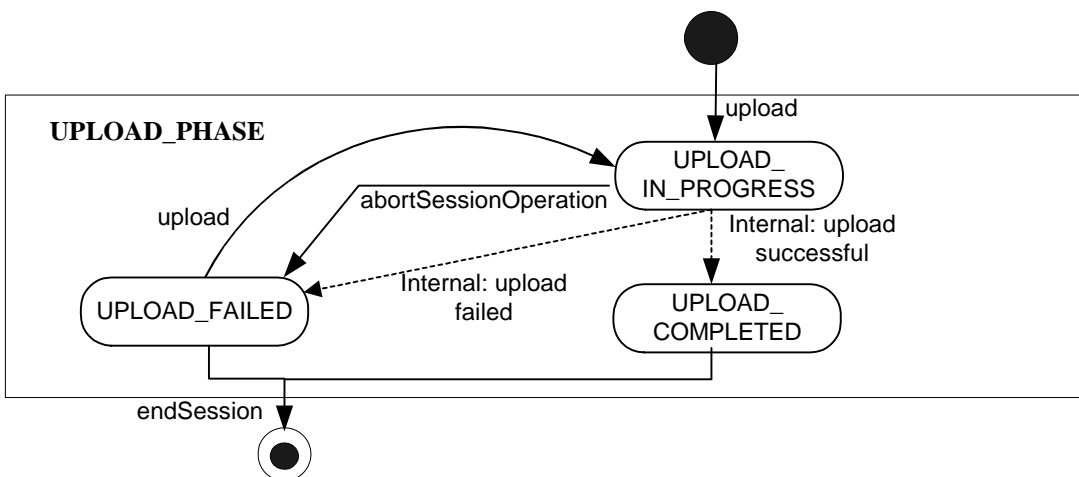 upload
UPLOAD_PHASE
UPLOAD_
IN_PROGRESS
abortSessionOperation
upload
Internal: upload
successful
Internal: upload
failed
UPLOAD_FAILED
UPLOAD_
COMPLETED
endSession